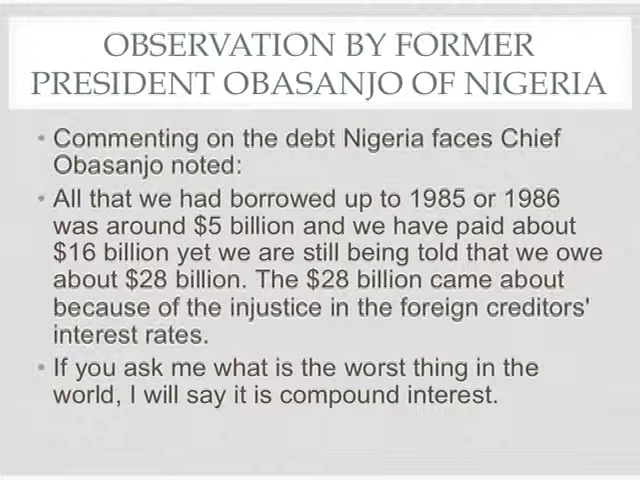 OBSERVATION BY FORMER
PRESIDENT OBASANJO OF NIGERIA
• Commenting on the debt Nigeria faces Chief
Obasanjo noted:
• All that we had borrowed up to 1985 or 1986
was around $5 billion and we have paid about
$16 billion yet we are still being told that we owe
about $28 billion. The $28 billion came about
because of the injustice in the foreign creditors'
interest rates.
• If you ask me what is the worst thing in the
world, I will say it is compound interest.